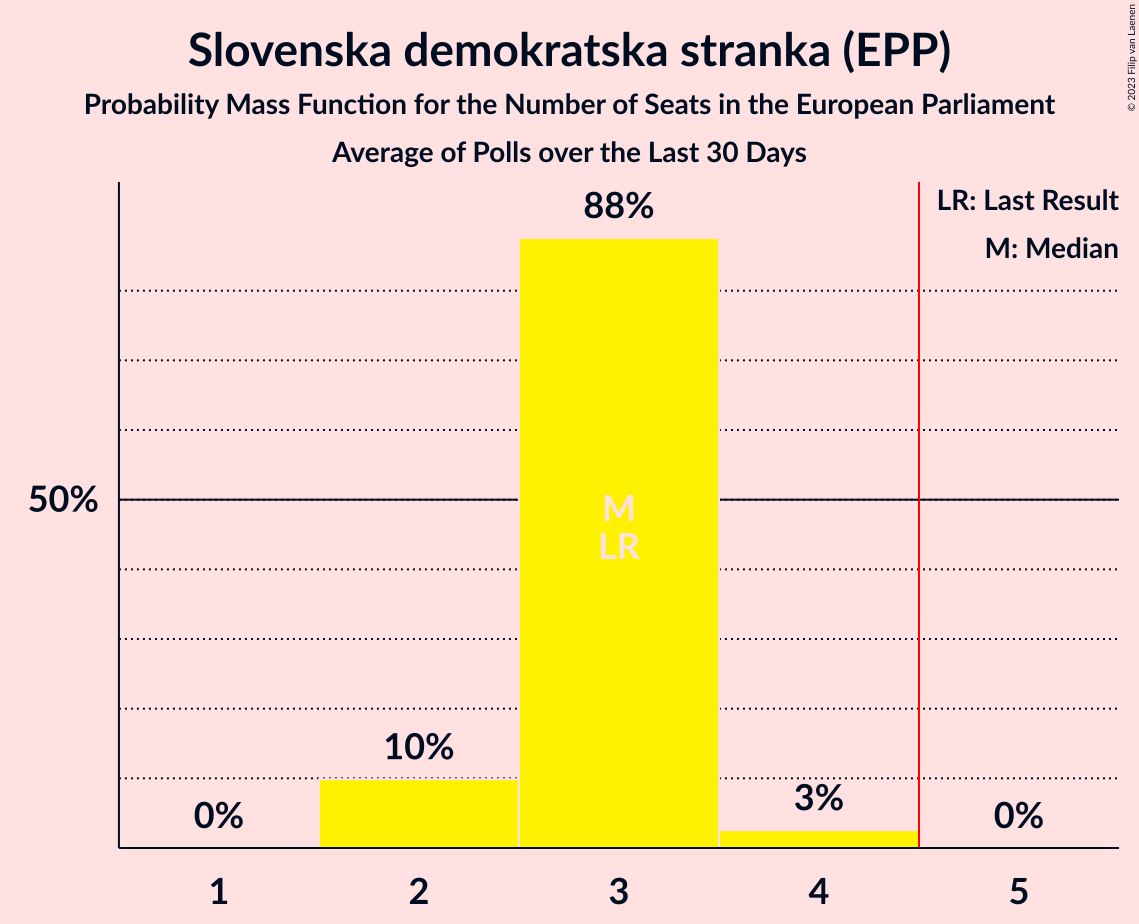 Slovenska demokratska stranka (EPP)
Probability Mass Function for the Number of Seats in the European Parliament
Average of Polls over the Last 30 Days
© 2023 Filip van Laenen
LR: Last Result
M: Median
88%
50%
M
LR
10%
3%
0%
0%
1 2 3 4 5